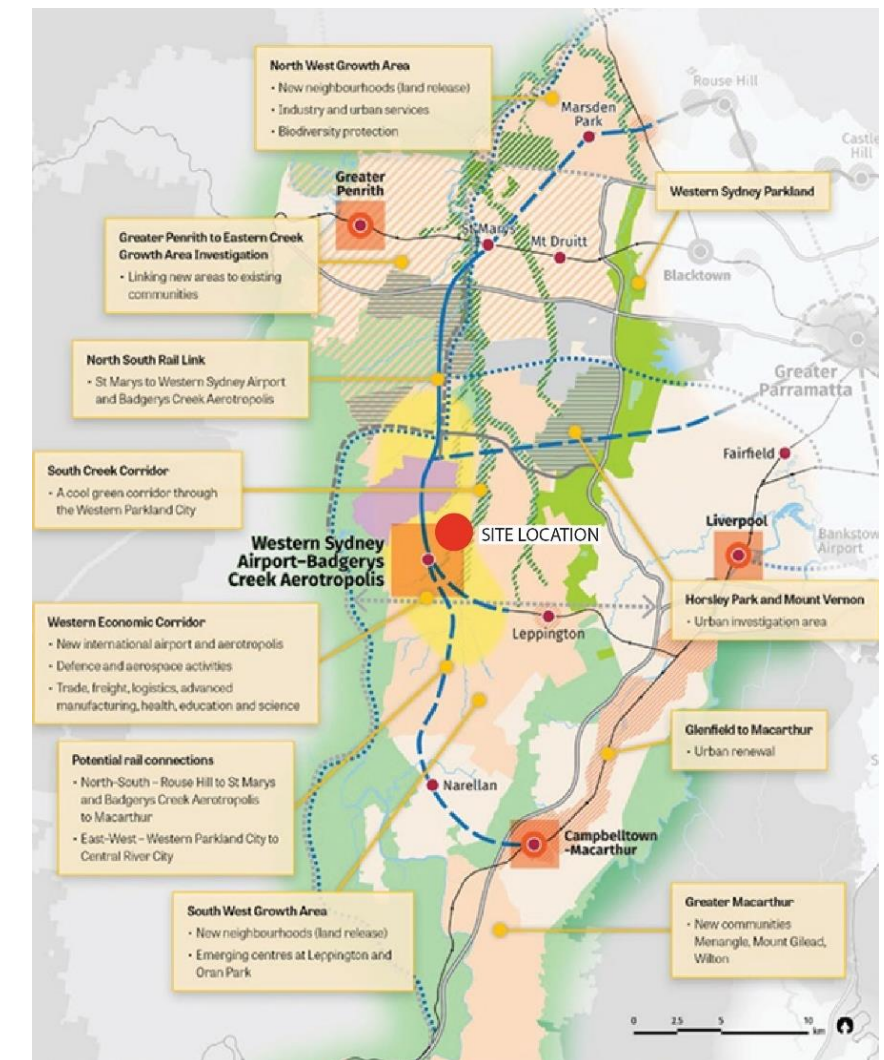 North West Growth Area
• New neighbourhoods (land release)
• Industry and urban services
• Biodiversity protection
Rouse Hill
Marsden
Park
Castle
Hill
Greater
Penrith
Western Sydney Parkland
Greater Penrith to Eastern Creek
Growth Area Investigation
• Linking new areas to existing
communities
St Marys
Mt Druitt
Blacktown
North South Rail Link
• St Marys to Western Sydney Airport
and Badgerys Creek Aerotropolis
Greater
Parramatta
South Creek Corridor
• A cool green corridor through
the Western Parkland City
Fairfield
Liverpool
SITE LOCATION
Bankstown
Airport
Western Sydney
Airport–Badgerys
Creek Aerotropolis
Horsley Park and Mount Vernon
• Urban investigation area
Leppington
Western Economic Corridor
• New international airport and aerotropolis
• Defence and aerospace activities
• Trade, freight, logistics, advanced
manufacturing, health, education and science
Glenfield to Macarthur
• Urban renewal
Potential rail connections
• North-South – Rouse Hill to St Marys
and Badgerys Creek Aerotropolis
to Macarthur
• East-West – Western Parkland City to
Central River City
Narellan
Campbelltown
-Macarthur
South West Growth Area
• New neighbourhoods (land release)
• Emerging centres at Leppington and
Oran Park
Greater Macarthur
• New communities
Menangle, Mount Gilead,
Wilton
0 2.5 5 10
km